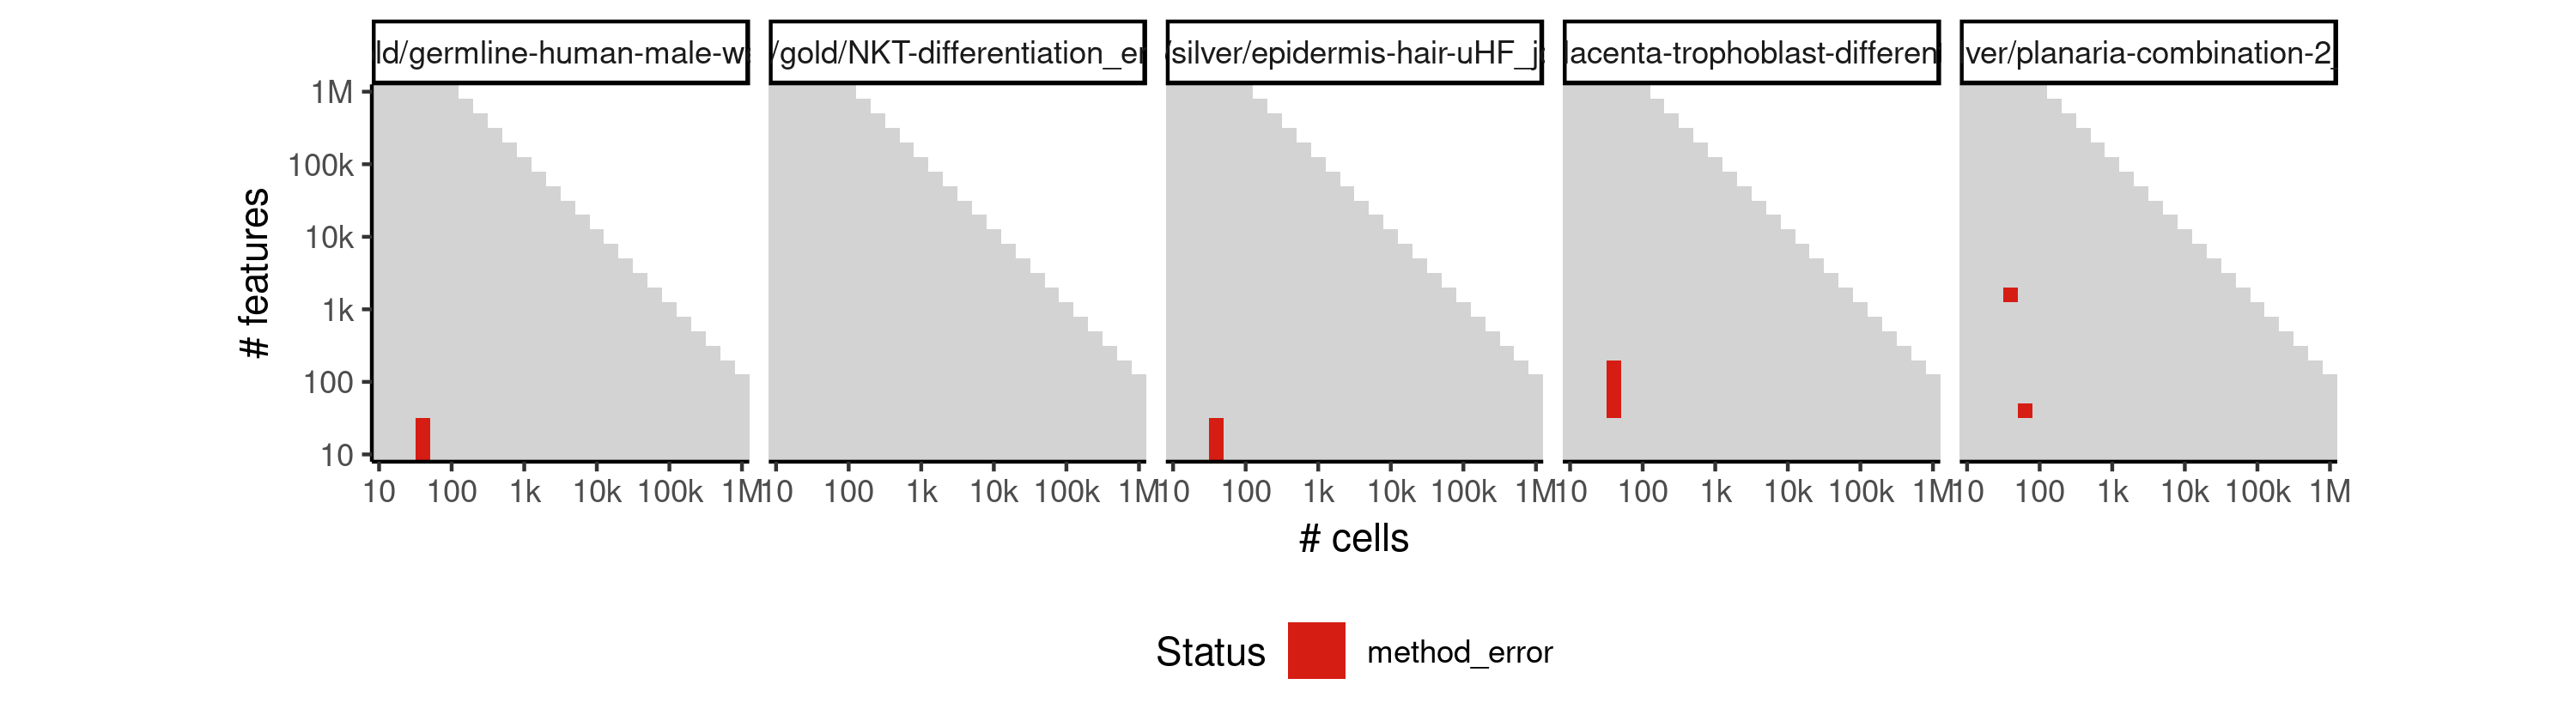 ld/germline-human-male-w
/gold/NKT-differentiation_e
/silver/epidermis-hair-uHF_j
lacenta-trophoblast-differen
ver/planaria-combination-2
1M
100k
10k
1k
100
10
# features
10 100 1k 10k 100k 1M
10 100 1k 10k 100k 1M
10 100 1k 10k 100k 1M
10 100 1k 10k 100k 1M
10 100 1k 10k 100k 1M
# cells
Status method_error